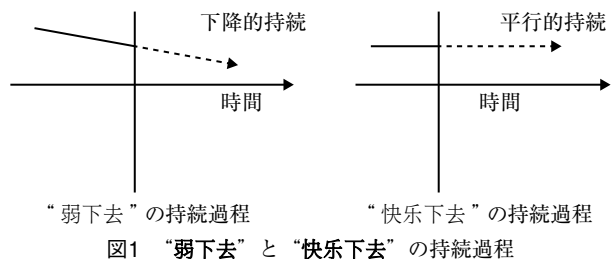 下降的持続
平行的持続
時間
時間
“弱下去”の持続過程
“快乐下去”の持続過程
図1 “弱下去”と“快乐下去”の持続過程